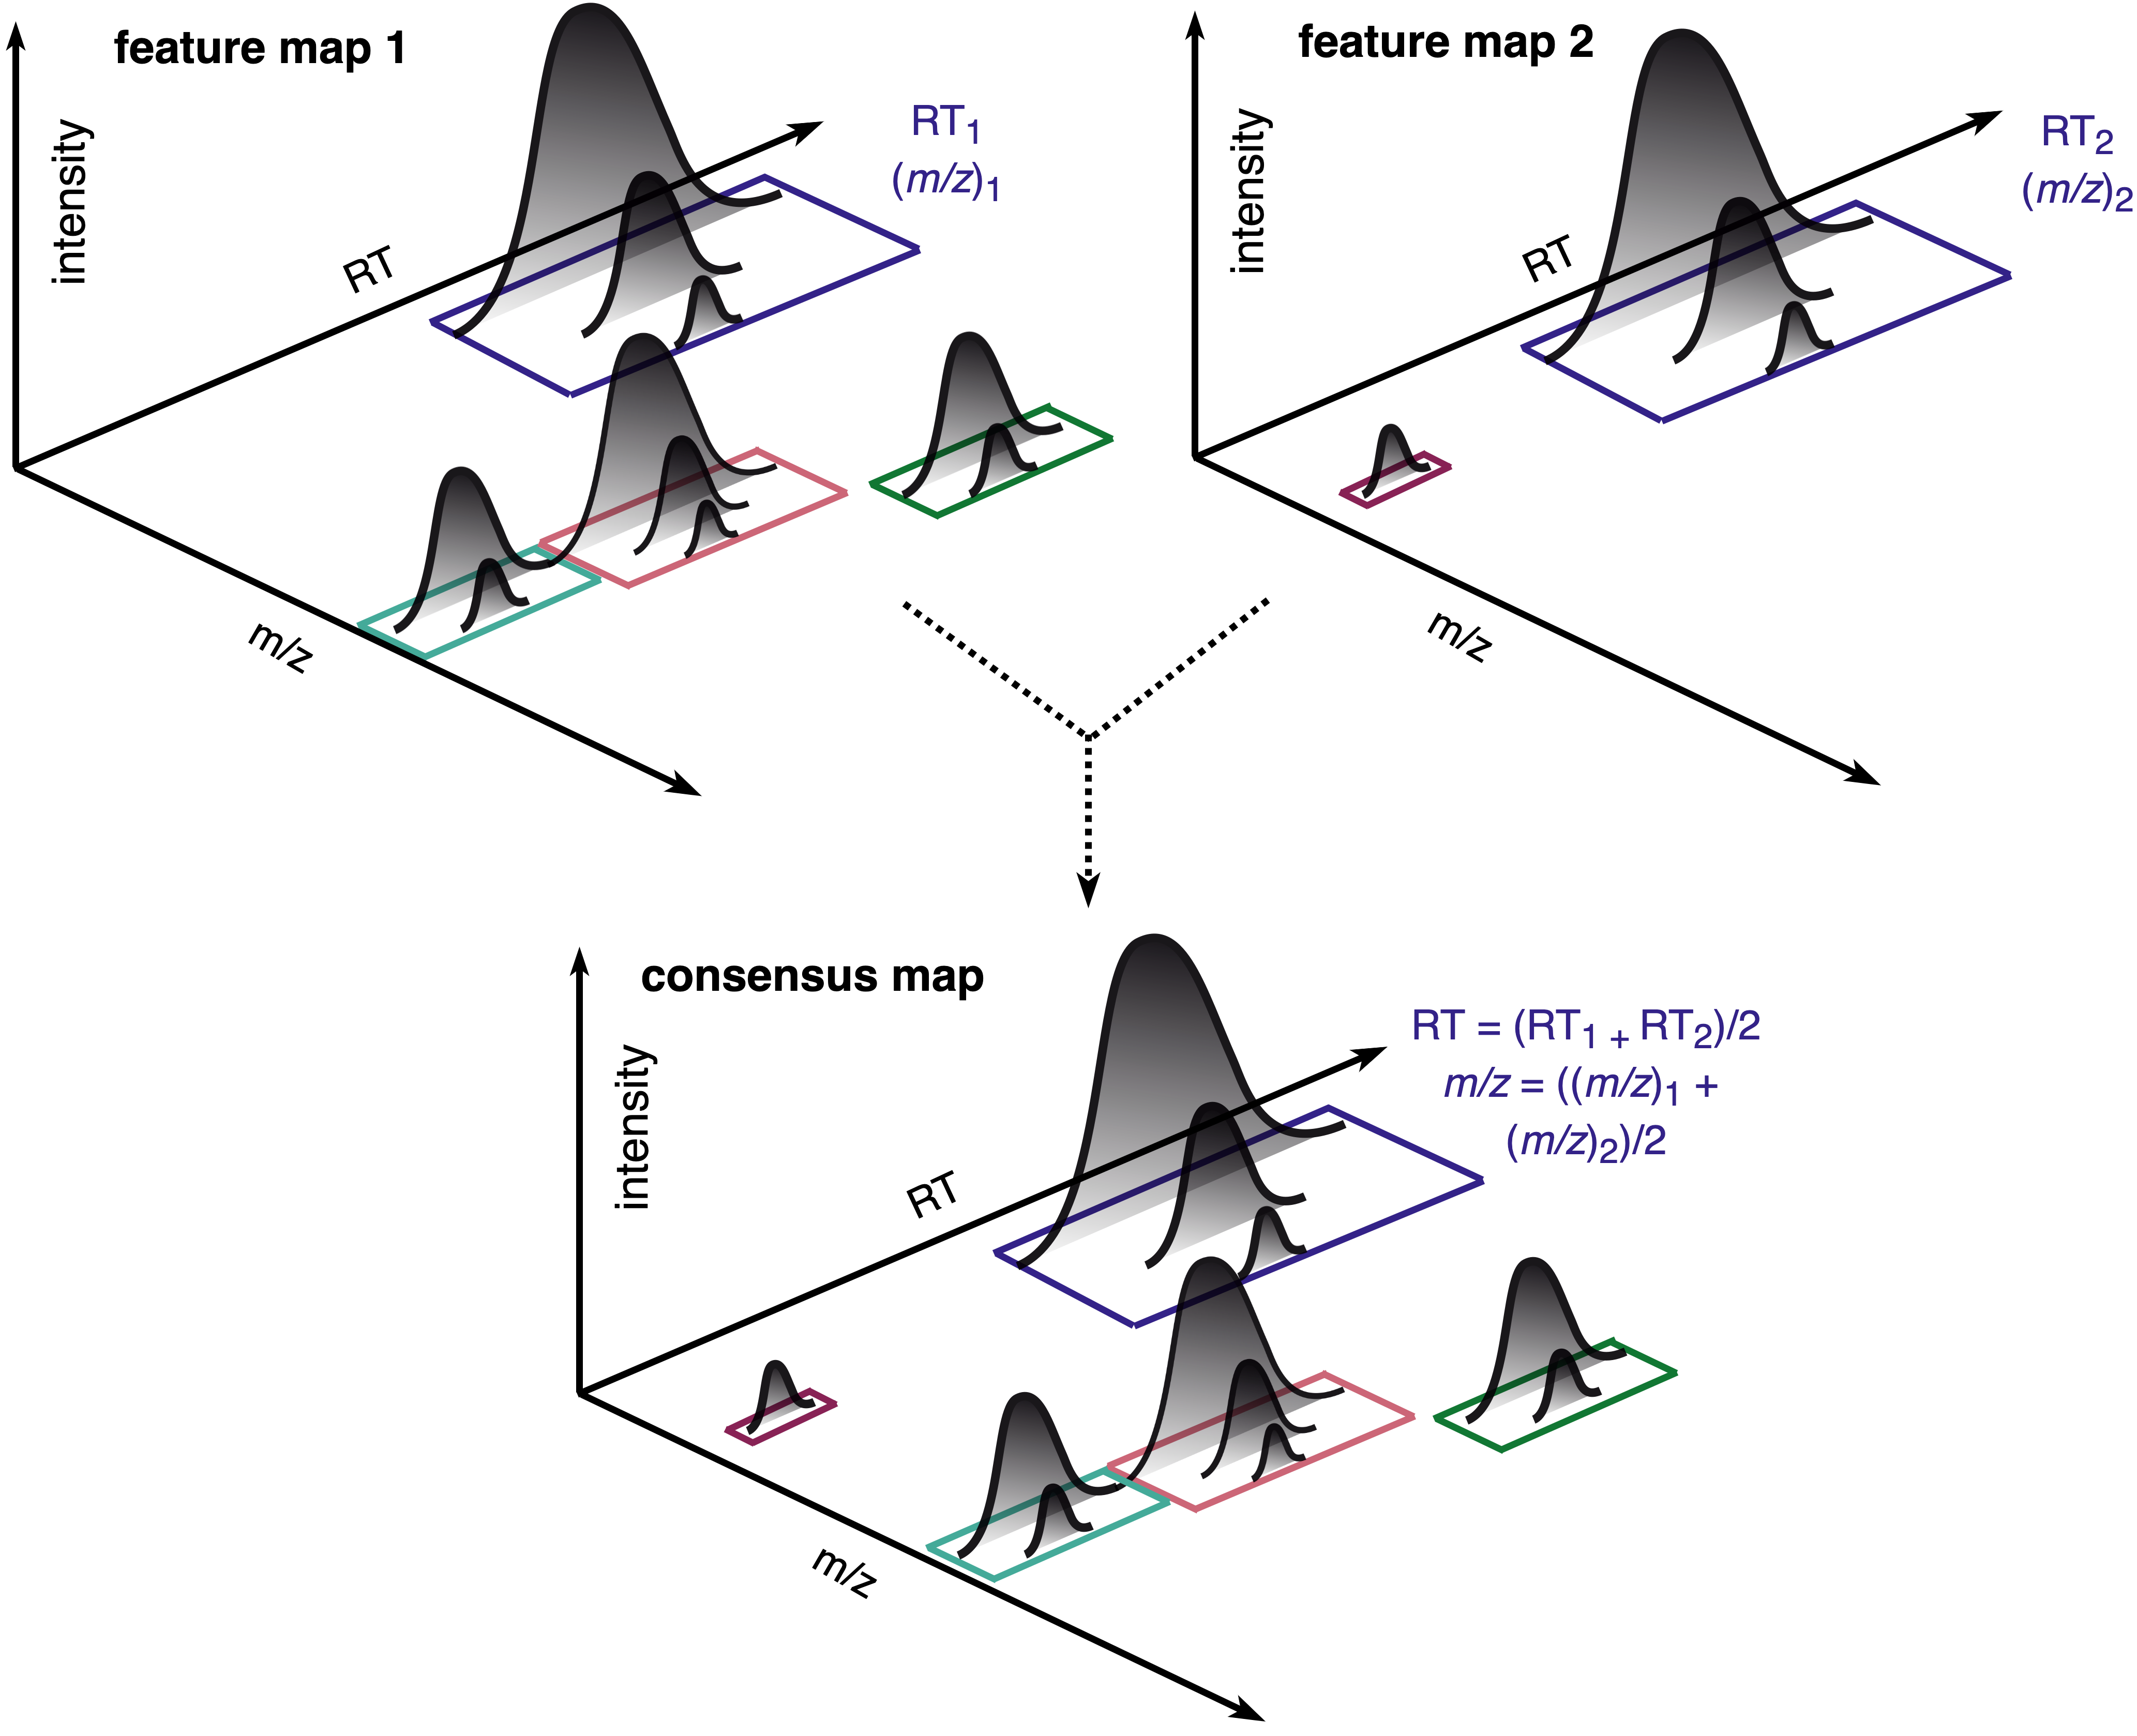 feature map 1
intensity
RT
m/z
RT1
(m/z)1
feature map 2
intensity
RT
m/z
RT2
(m/z)2
consensus map
intensity
RT
m/z
RT = (RT1 + RT2)/2
m/z = ((m/z)1 +
(m/z)2)/2